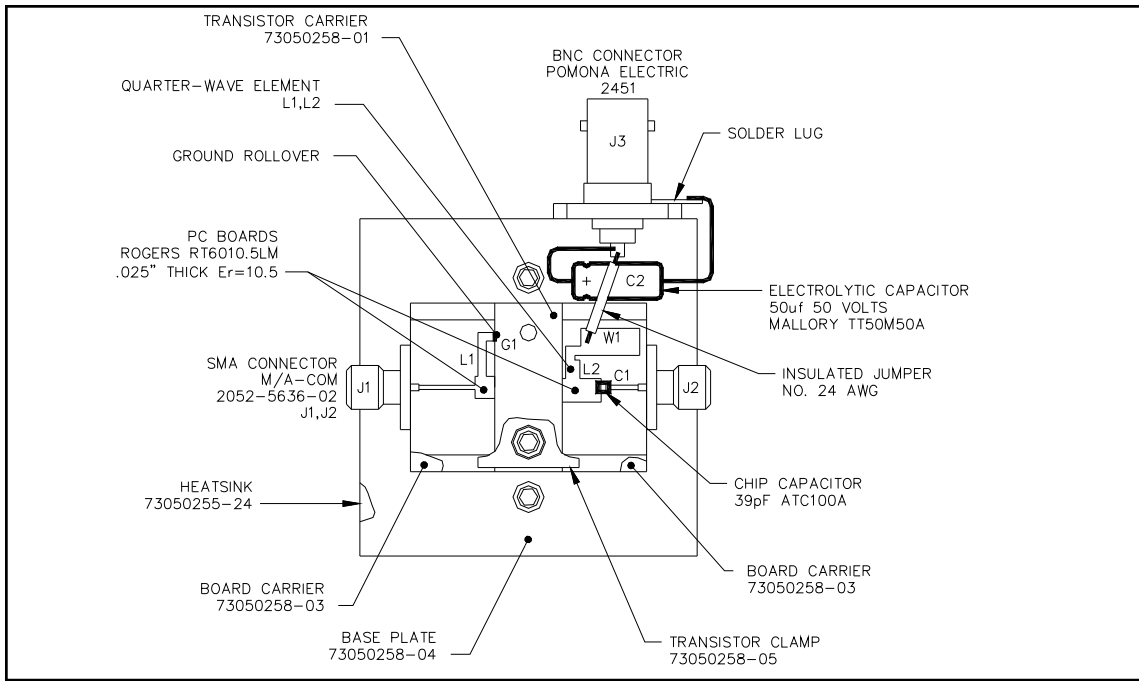 TRANSISTOR CARRIER
73050258-01
BNC CONNECTOR
POMONA ELECTRIC
2451
QUARTER-WAVE ELEMENT
L1,L2
J3
SOLDER LUG
GROUND ROLLOVER
PC BOARDS
ROGERS RT6010.5LM
.025" THICK Er=10.5
+ C2
ELECTROLYTIC CAPACITOR
50uf 50 VOLTS
MALLORY TT50M50A
G1
W1
L1
L2
C1
SMA CONNECTOR
M/A-COM
2052-5636-02
J1,J2
J1
J2
INSULATED JUMPER
NO. 24 AWG
HEATSINK
73050255-24
CHIP CAPACITOR
39pF ATC100A
BOARD CARRIER
73050258-03
BOARD CARRIER
73050258-03
BASE PLATE
73050258-04
TRANSISTOR CLAMP
73050258-05